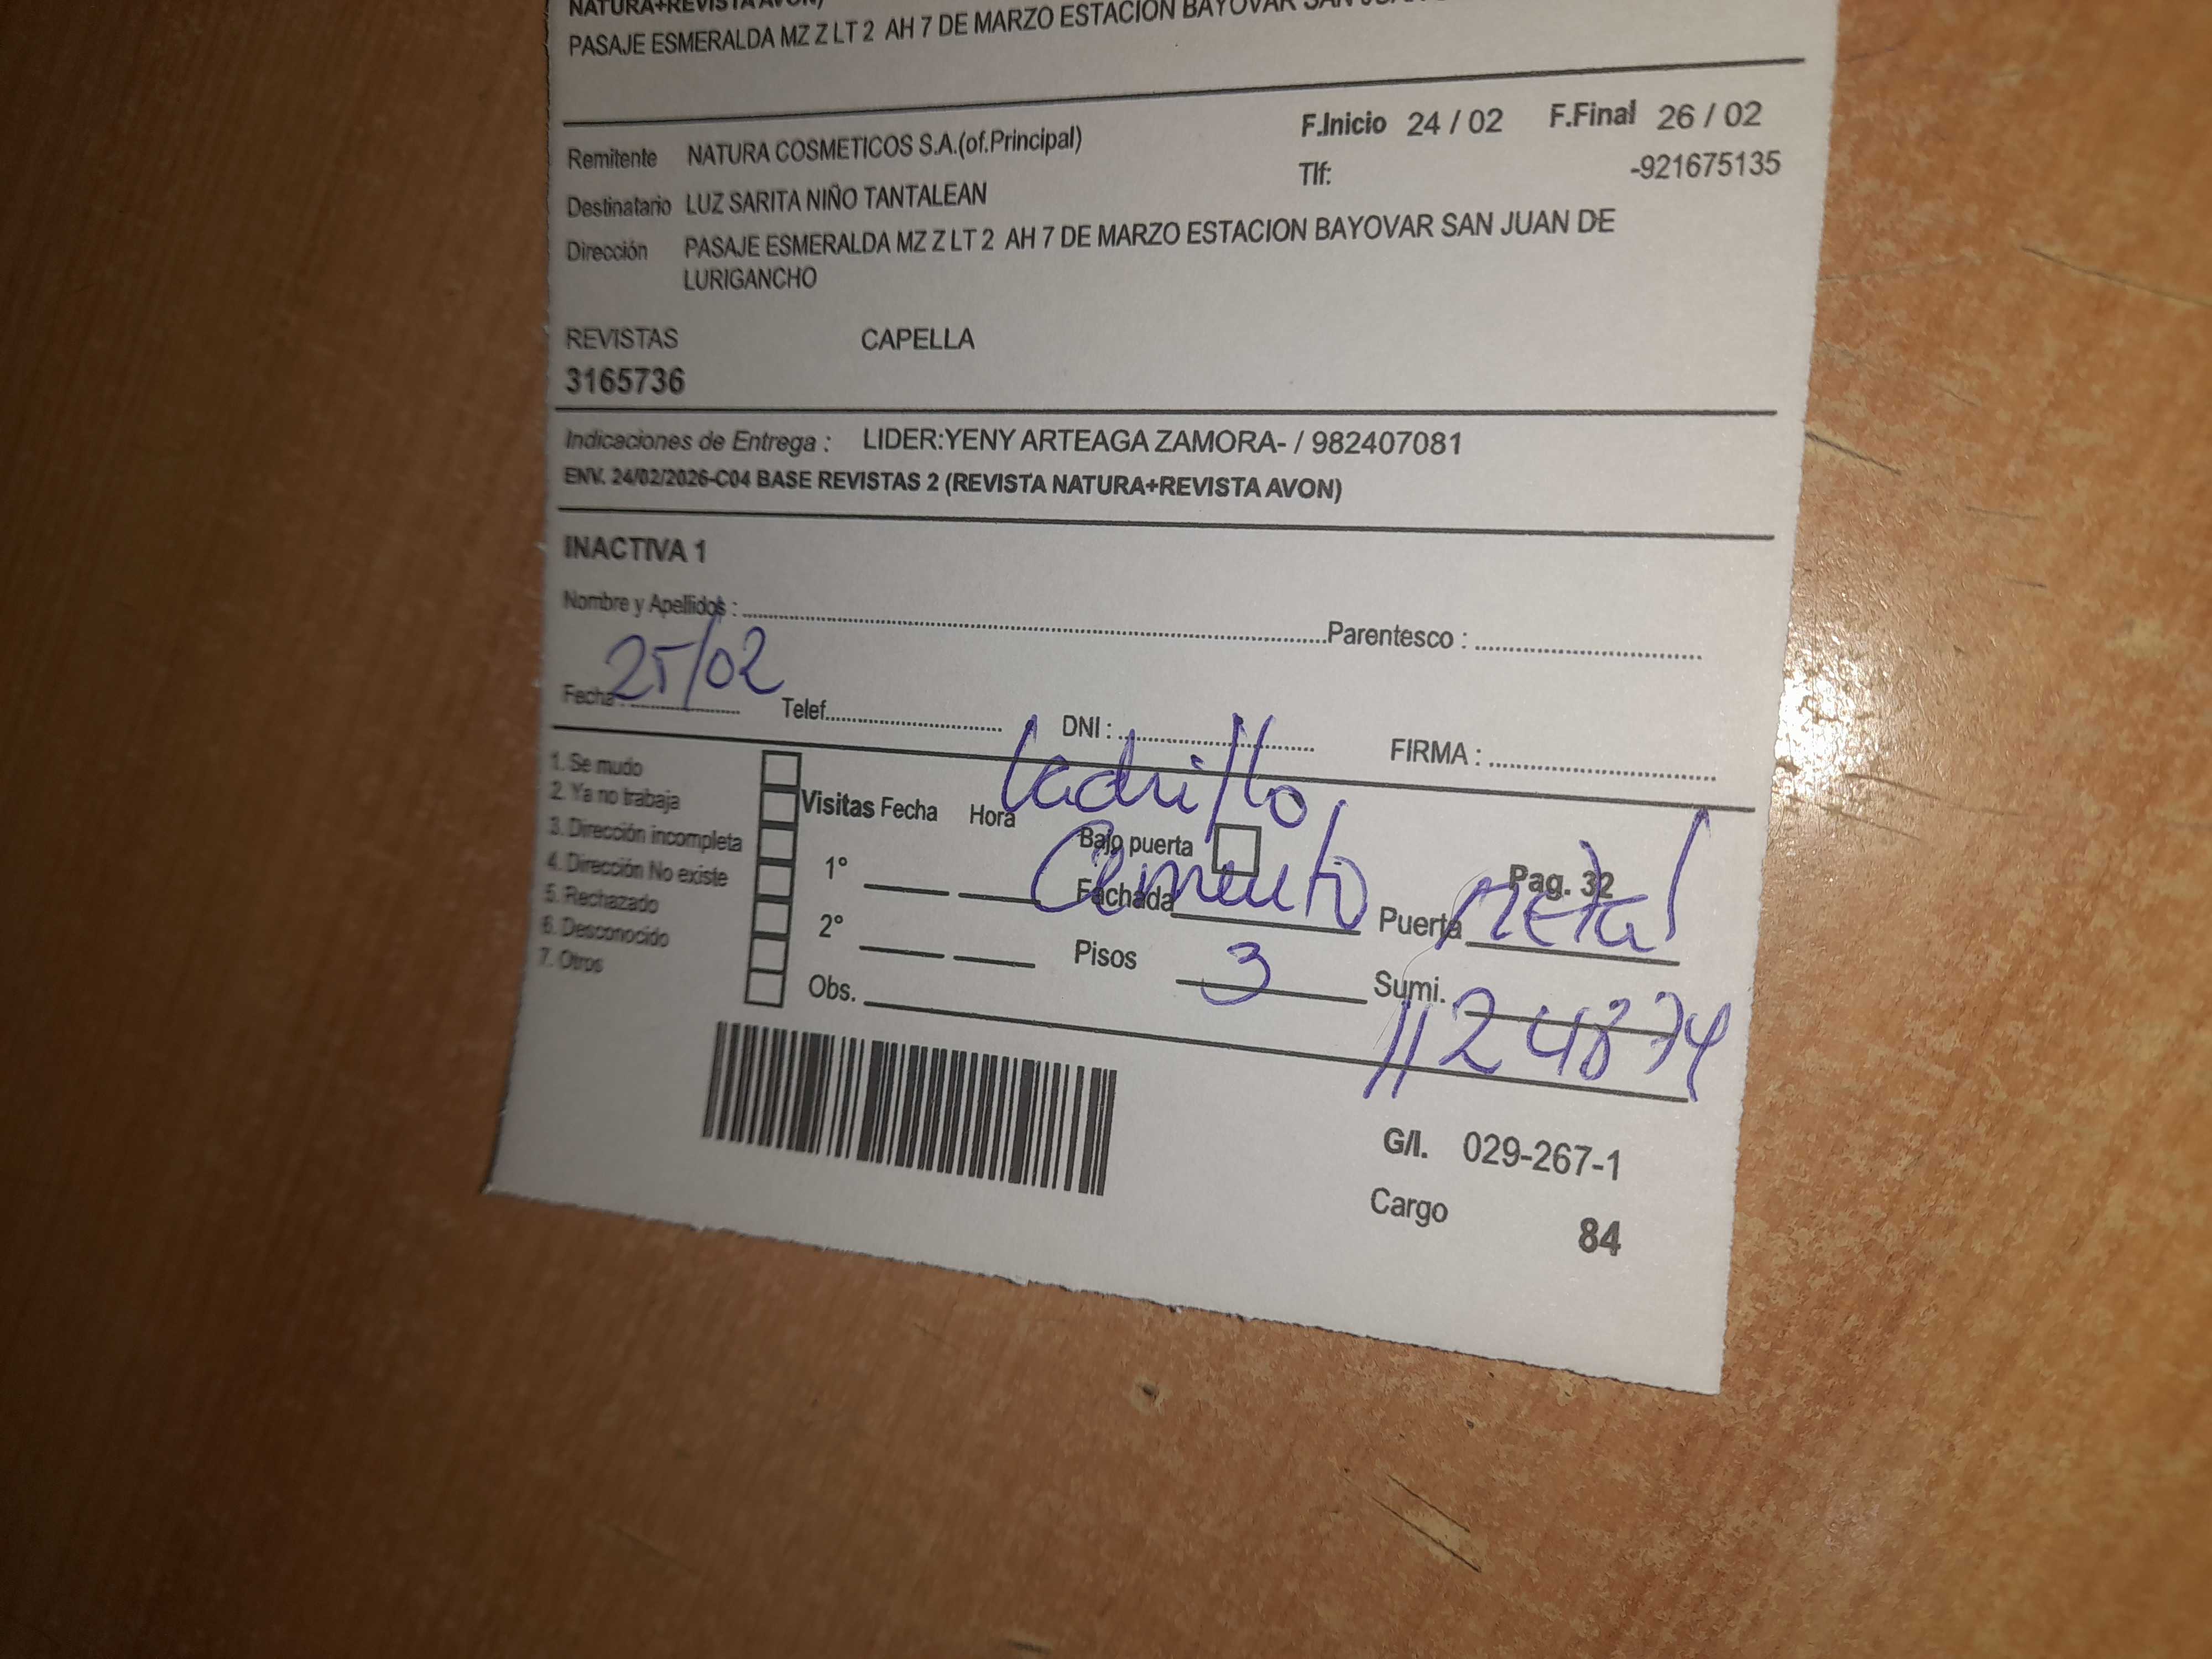 NATURA+REVISTA AVON)
PASAJE ESMERALDA MZ Z LT 2 AH 7 DE MARZO ESTACION BAYOVAR SAN JUAN
F.Inicio 24 / 02 F.Final 26 / 02
Remitente NATURA COSMETICOS S.A.(of.Principal)
Tlf: -921675135
Destinatario LUZ SARITA NIÑO TANTALEAN
Dirección PASAJE ESMERALDA MZ Z LT 2 AH 7 DE MARZO ESTACION BAYOVAR SAN JUAN DE
LURIGANCHO
REVISTAS CAPELLA
3165736
Indicaciones de Entrega : LIDER:YENY ARTEAGA ZAMORA- / 982407081
ENV. 24/02/2026-C04 BASE REVISTAS 2 (REVISTA NATURA+REVISTA AVON)
INACTIVA 1
Nombre y Apellidos : Parentesco :
Fecha : 25/02 Telef. DNI : FIRMA :
1. Se mudo
2. Ya no trabaja
3. Dirección incompleta
4. Dirección No existe
5. Rechazado
6. Desconocido
7. Otros
Visitas Fecha Hora
1°
2°
Obs.
ladrillo
Bajo puerta
Pag. 32
Fachada Cemento Puerta Metal
Pisos 3 Sumi. 1124874
G/I. 029-267-1
Cargo 84